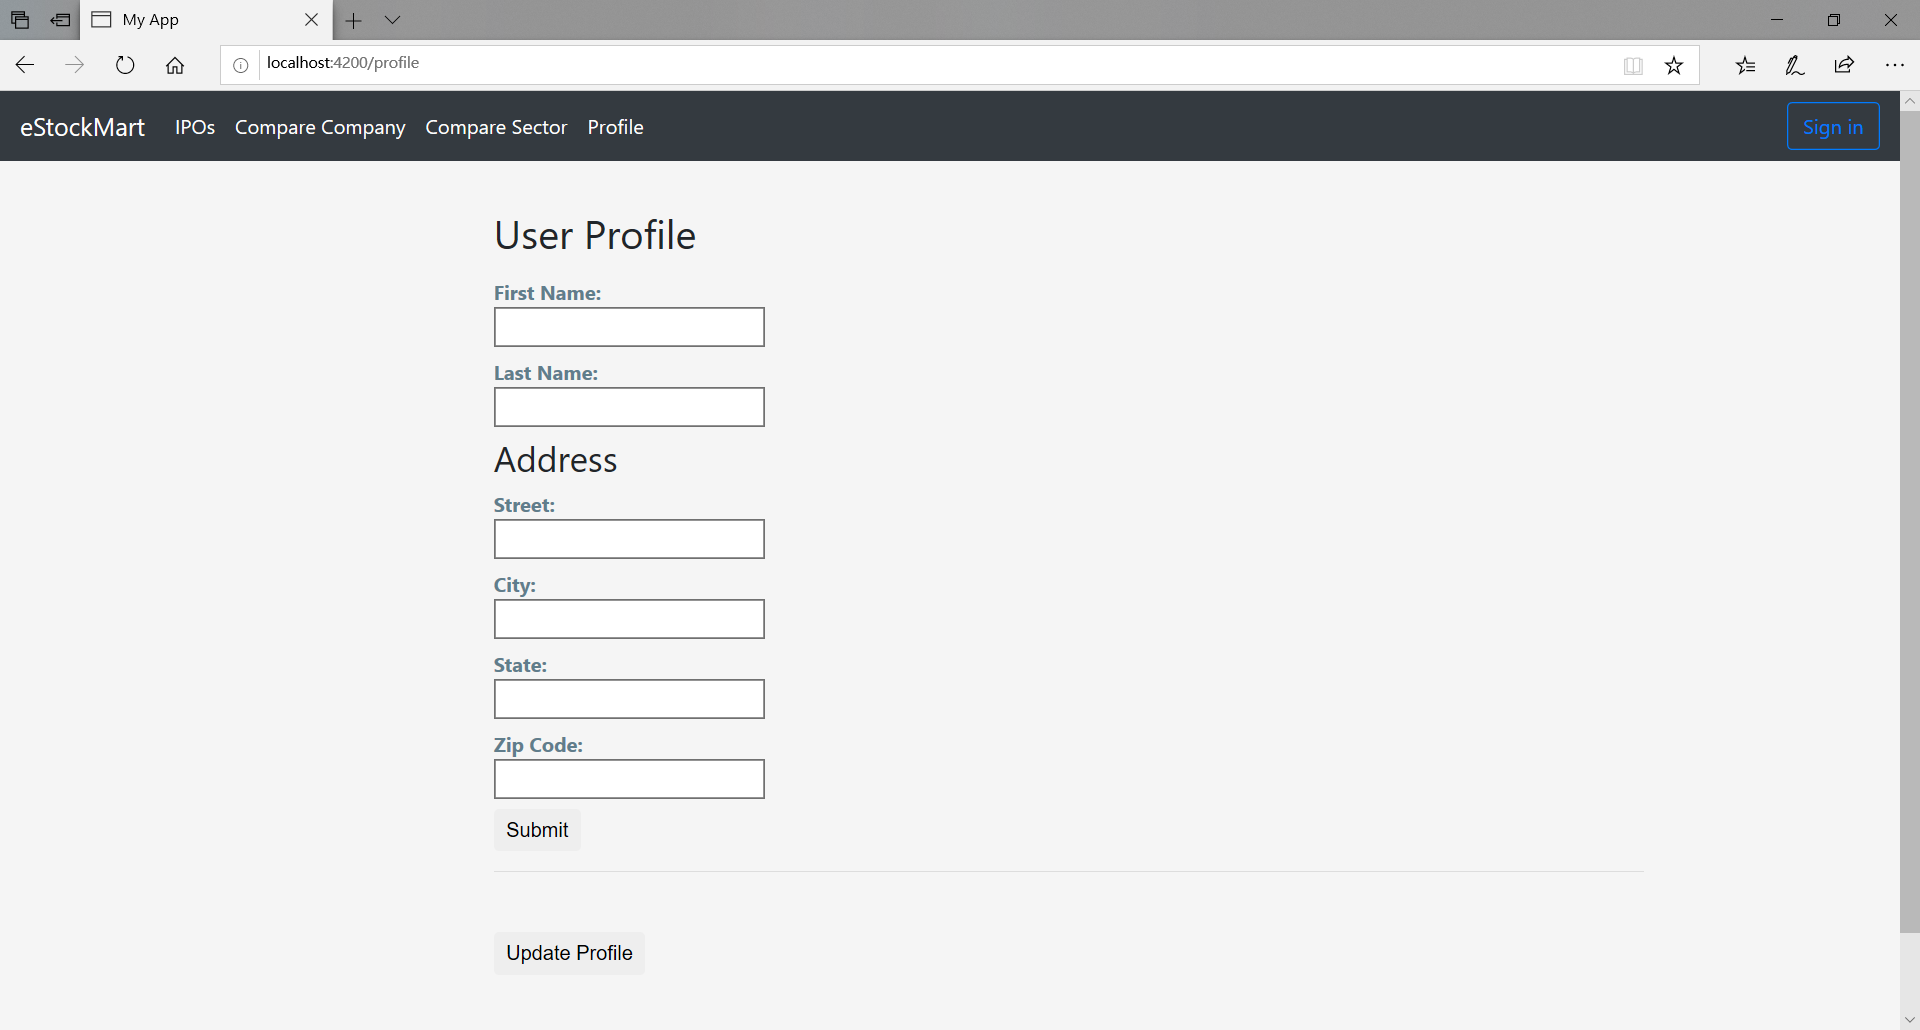 My App
localhost:4200/profile
eStockMart IPOs Compare Company Compare Sector Profile Sign in
User Profile
First Name:
Last Name:
Address
Street:
City:
State:
Zip Code:
Submit
Update Profile